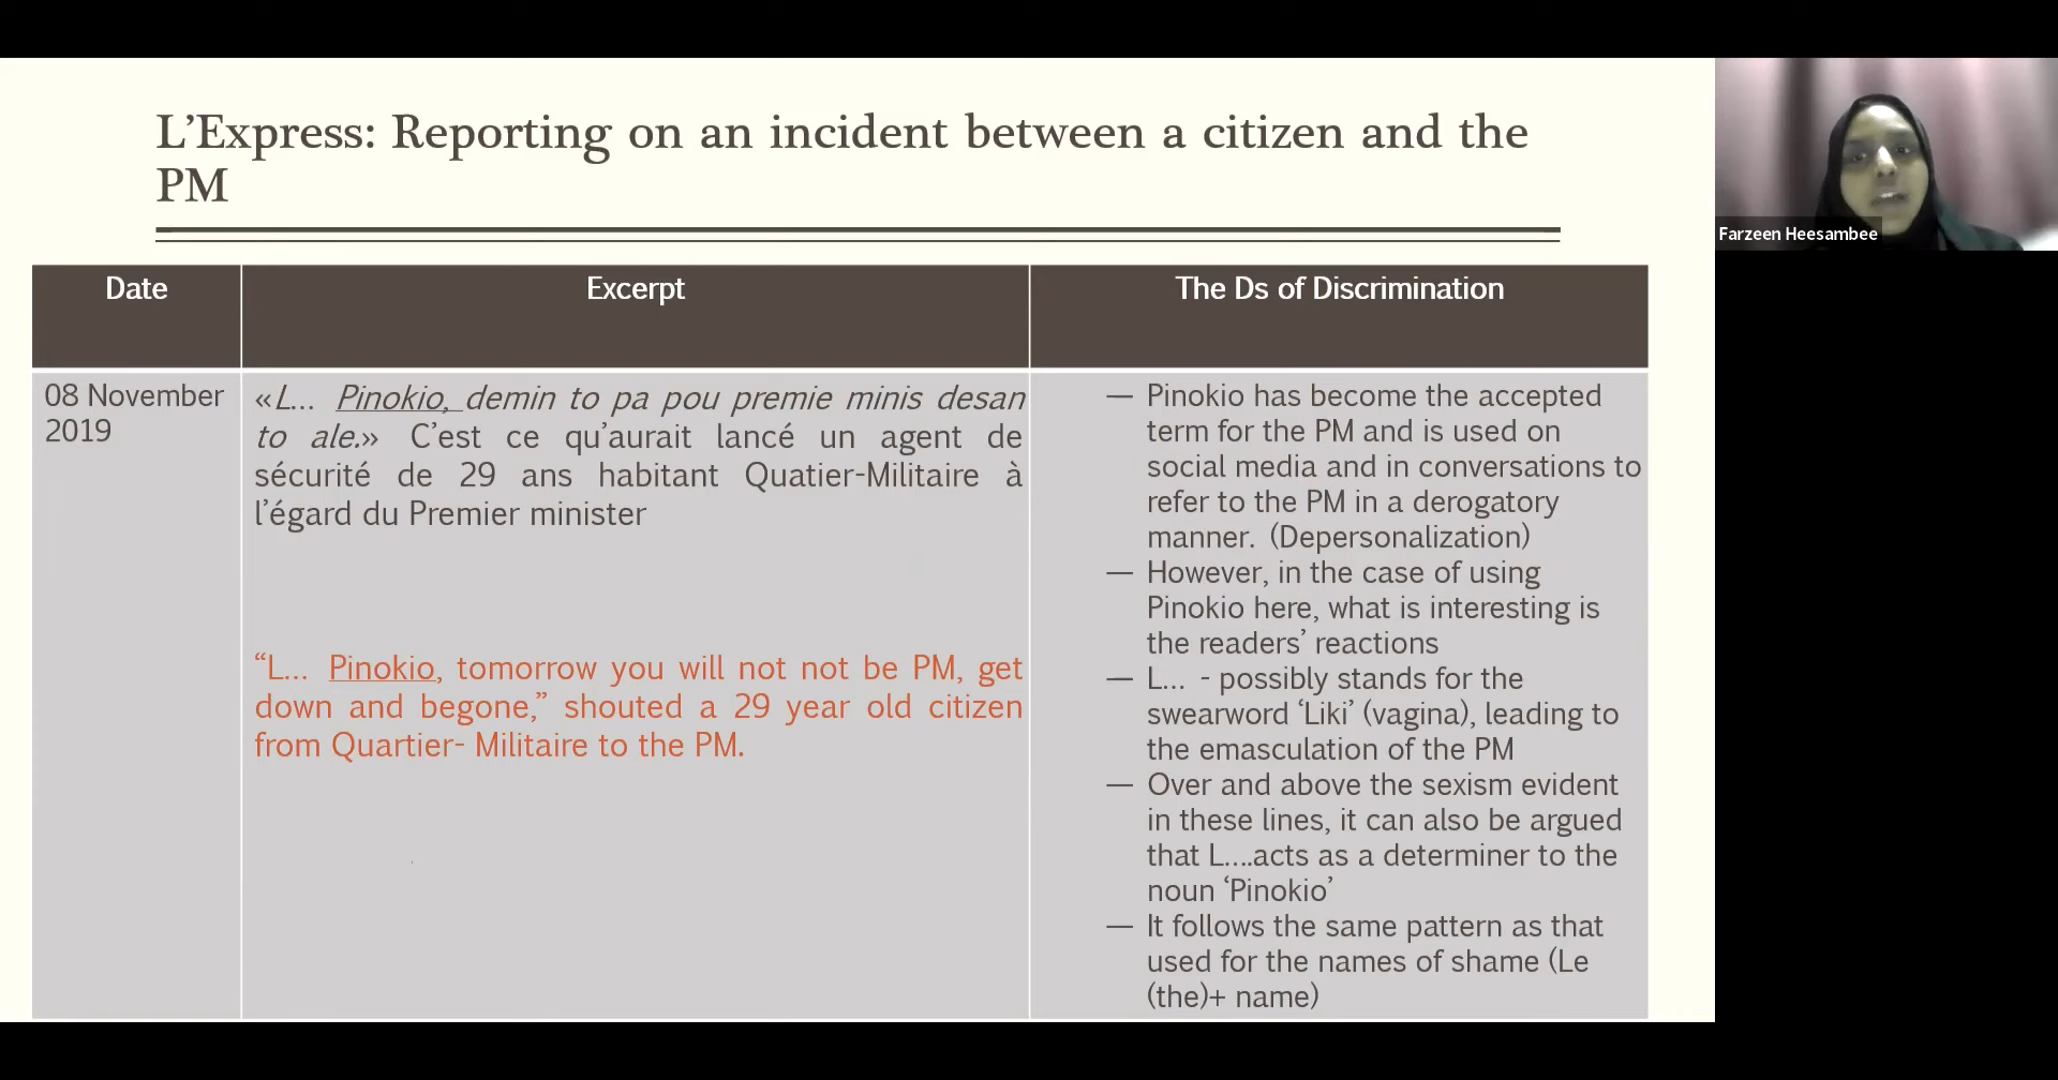 L’Express: Reporting on an incident between a citizen and the
PM
Farzeen Heesambee
Date
Excerpt
The Ds of Discrimination
08 November
2019
«L... Pinokio, demin to pa pou premie minis desan
to ale.» C’est ce qu’aurait lancé un agent de
sécurité de 29 ans habitant Quatier-Militaire à
l’égard du Premier minister
“L... Pinokio, tomorrow you will not not be PM, get
down and begone,” shouted a 29 year old citizen
from Quartier- Militaire to the PM.
— Pinokio has become the accepted
term for the PM and is used on
social media and in conversations to
refer to the PM in a derogatory
manner. (Depersonalization)
— However, in the case of using
Pinokio here, what is interesting is
the readers’ reactions
— L... - possibly stands for the
swearword ‘Liki’ (vagina), leading to
the emasculation of the PM
— Over and above the sexism evident
in these lines, it can also be argued
that L....acts as a determiner to the
noun ‘Pinokio’
— It follows the same pattern as that
used for the names of shame (Le
(the)+ name)